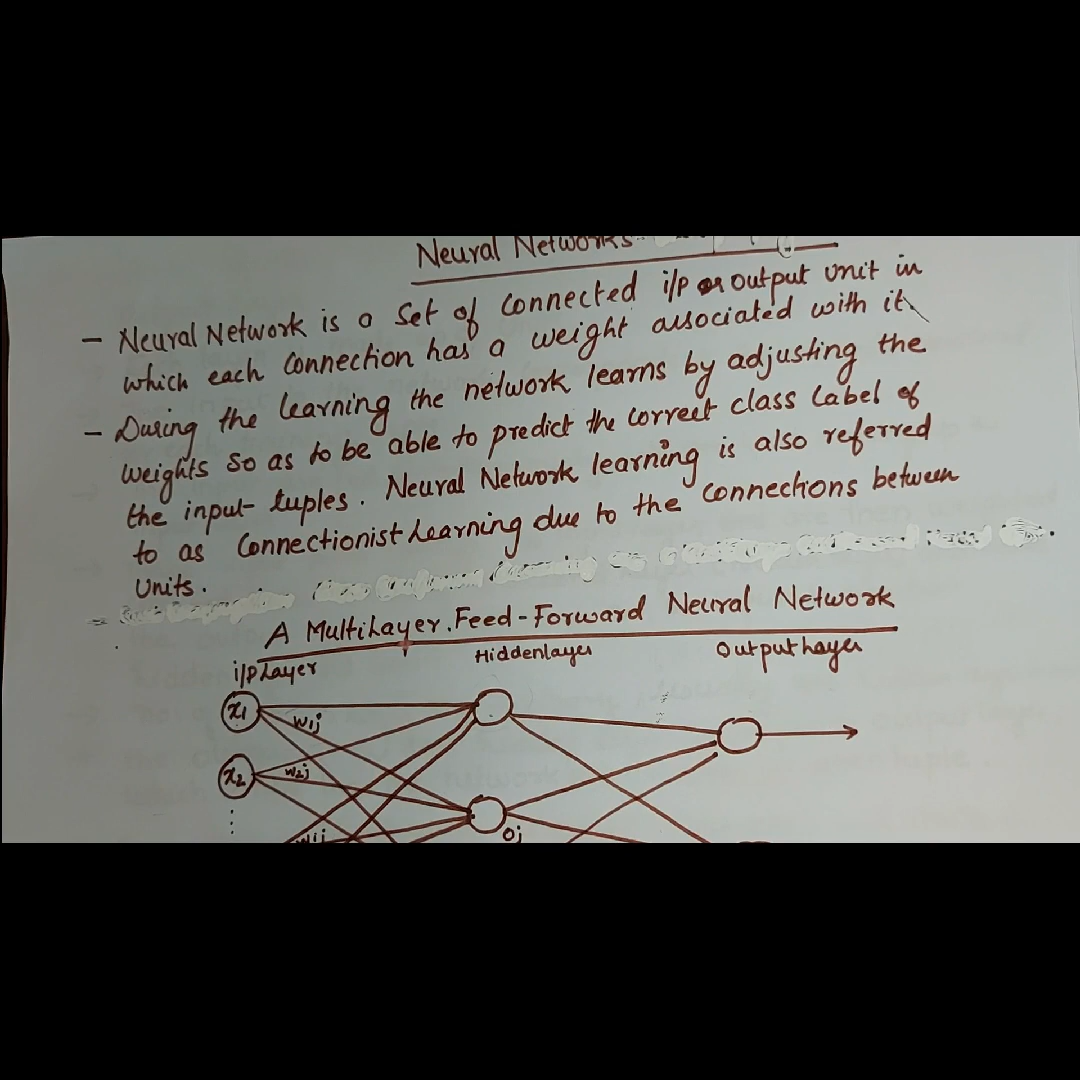 Neural Networks
- Neural Network is a Set of Connected i/p or output unit in
which each connection has a weight associated with it.
- During the learning the network learns by adjusting the
weights so as to be able to predict the correct class label of
the input tuples. Neural Network learning is also referred
to as Connectionist Learning due to the connections between
Units.
A MultiLayer Feed-Forward Neural Network
i/p Layer Hiddenlayer Output Layer
x1 w1j
x2 w2j
wij Oj